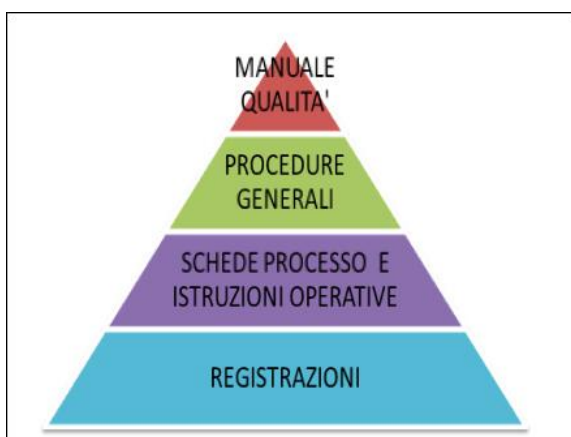 MANUALE
QUALITA'
PROCEDURE
GENERALI
SCHEDE PROCESSO E
ISTRUZIONI OPERATIVE
REGISTRAZIONI